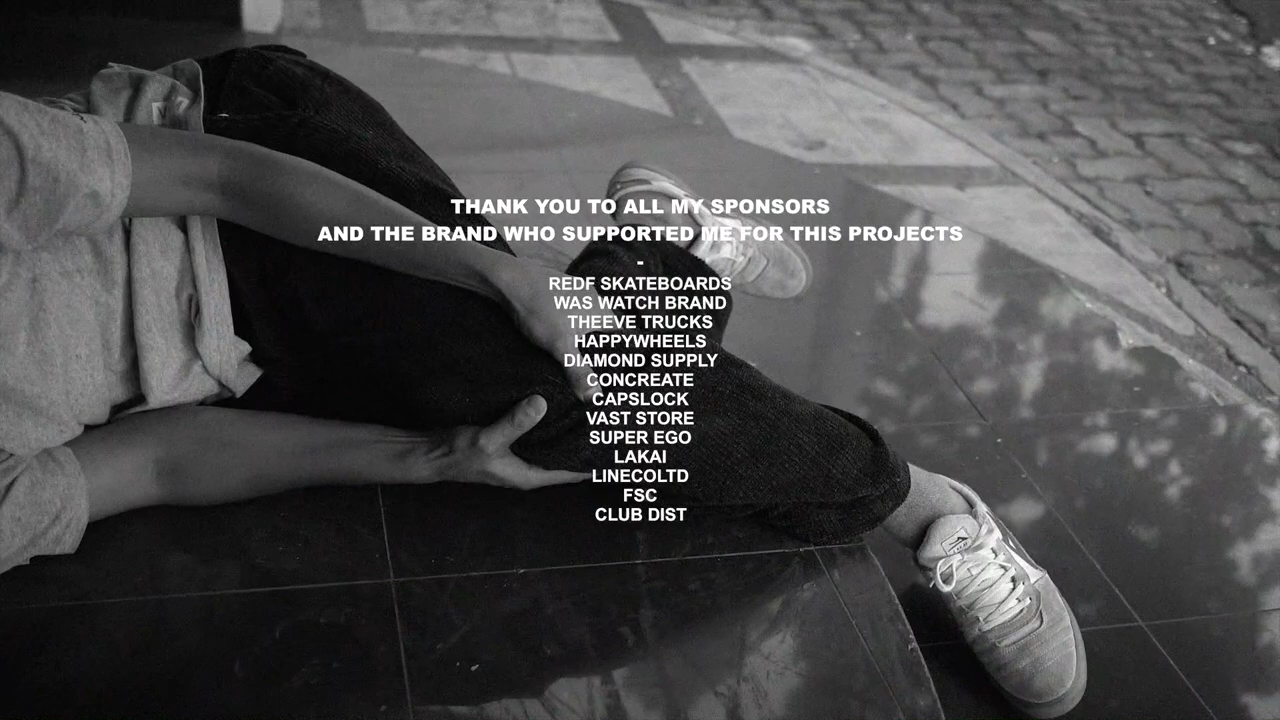 THANK YOU TO ALL MY SPONSORS
AND THE BRAND WHO SUPPORTED ME FOR THIS PROJECTS
-
REDF SKATEBOARDS
WAS WATCH BRAND
THEEVE TRUCKS
HAPPYWHEELS
DIAMOND SUPPLY
CONCREATE
CAPSLOCK
VAST STORE
SUPER EGO
LAKAI
LINECOLTD
FSC
CLUB DIST